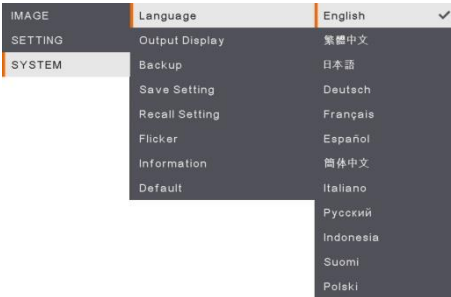 IMAGE
SETTING
SYSTEM
Language
Output Display
Backup
Save Setting
Recall Setting
Flicker
Information
Default
English
繁體中文
日本語
Deutsch
Français
Español
简体中文
Italiano
Русский
Indonesia
Suomi
Polski